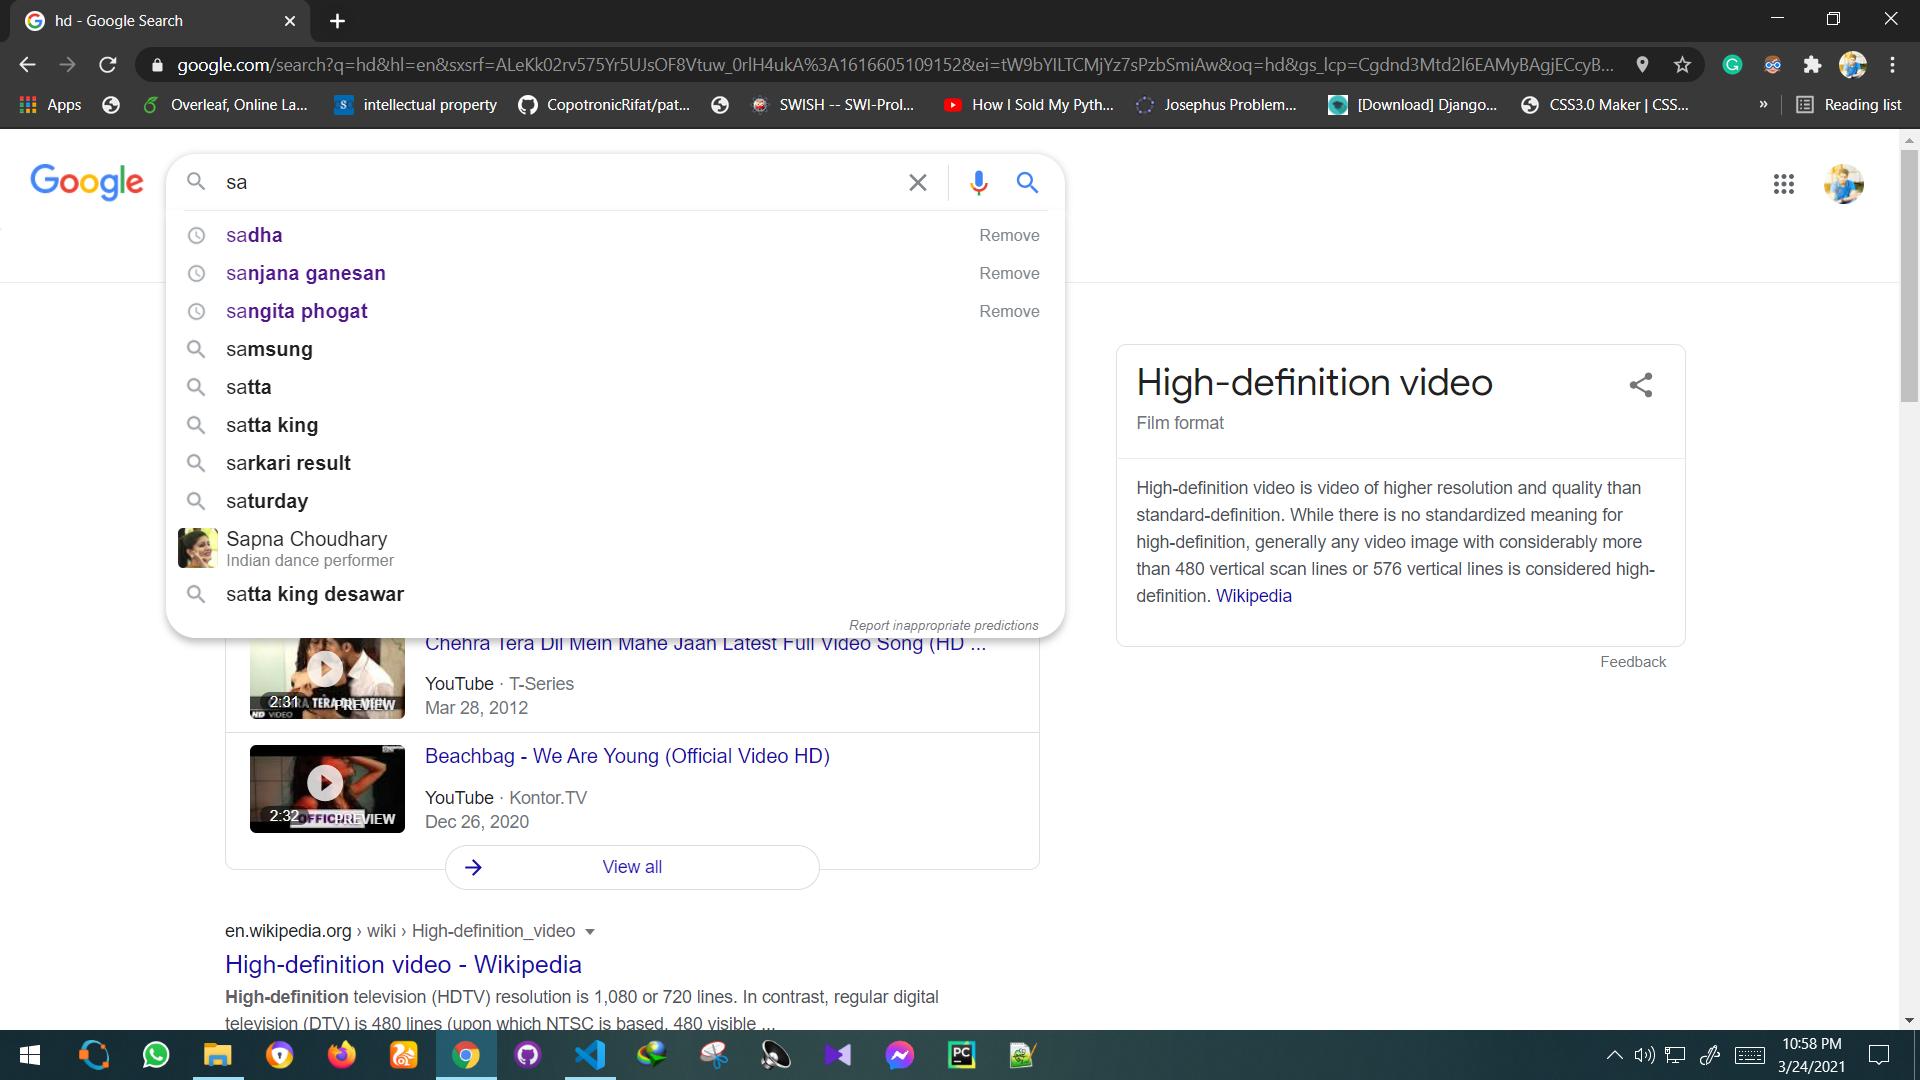 hd - Google Search
google.com/search?q=hd&hl=en&sxsrf=ALeKk02rv575Yr5UJsOF8Vtuw_0rlH4ukA%3A1616605109152&ei=tW9bYILTCMjYz7sPzbSmiAw&oq=hd&gs_lcp=Cgdnd3Mtd2l6EAMyBAgjECcyB...
Apps
Overleaf, Online La...
intellectual property
CopotronicRifat/pat...
SWISH -- SWI-Prol...
How I Sold My Pyth...
Josephus Problem...
[Download] Django...
CSS3.0 Maker | CSS...
»
Reading list
Google
sa
sadha Remove
sanjana ganesan Remove
sangita phogat Remove
samsung
satta
satta king
sarkari result
saturday
Sapna Choudhary
Indian dance performer
satta king desawar
Report inappropriate predictions
Chehra Tera Dil Mein Mahe Jaan Latest Full Video Song (HD ...
YouTube · T-Series
Mar 28, 2012
2:31
PREVIEW
HD VIDEO
Beachbag - We Are Young (Official Video HD)
YouTube · Kontor.TV
Dec 26, 2020
2:32
PREVIEW
View all
en.wikipedia.org › wiki › High-definition_video
High-definition video - Wikipedia
High-definition television (HDTV) resolution is 1,080 or 720 lines. In contrast, regular digital
television (DTV) is 480 lines (upon which NTSC is based, 480 visible ...
High-definition video
Film format
High-definition video is video of higher resolution and quality than
standard-definition. While there is no standardized meaning for
high-definition, generally any video image with considerably more
than 480 vertical scan lines or 576 vertical lines is considered high-
definition. Wikipedia
Feedback
PC
10:58 PM
3/24/2021